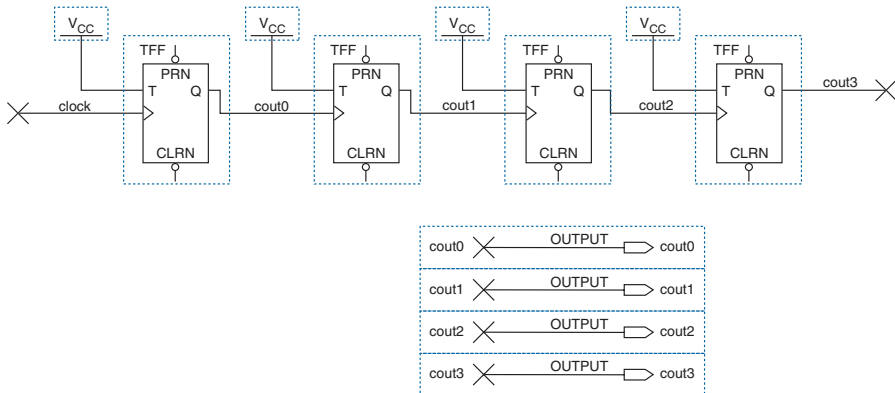 VCC VCC VCC VCC
TFF TFF TFF TFF
PRN PRN PRN PRN
T Q T Q T Q T Q cout3
clock cout0 cout1 cout2
CLRN CLRN CLRN CLRN
cout0 OUTPUT cout0
cout1 OUTPUT cout1
cout2 OUTPUT cout2
cout3 OUTPUT cout3